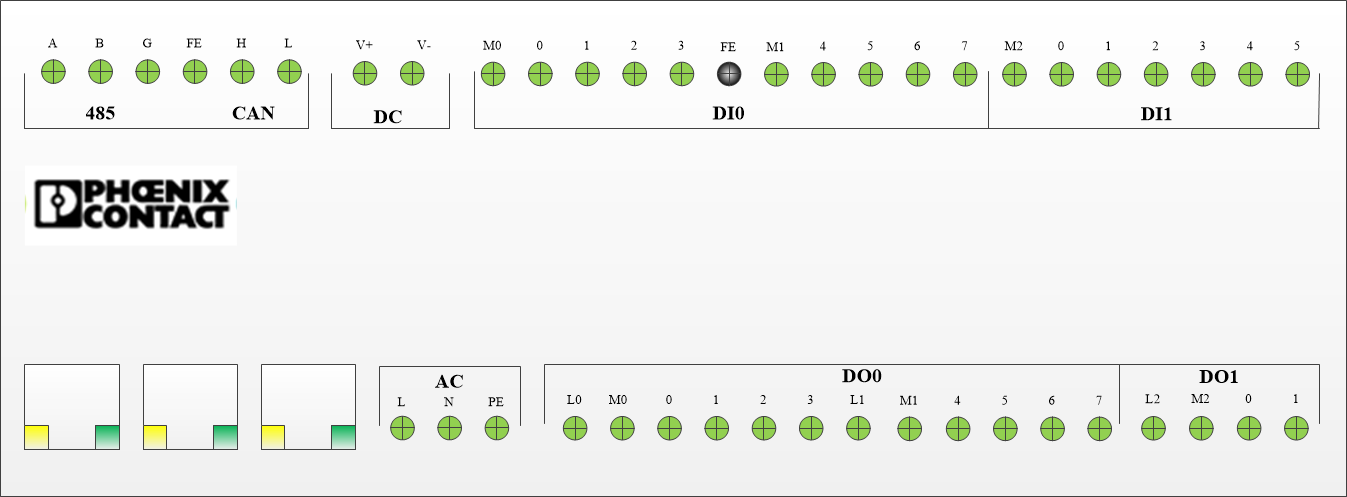 A B G FE H L V+ V- M0 0 1 2 3 FE M1 4 5 6 7 M2 0 1 2 3 4 5
485 CAN DC DI0 DI1
PHŒNIX
CONTACT
AC DO0 DO1
L N PE L0 M0 0 1 2 3 L1 M1 4 5 6 7 L2 M2 0 1